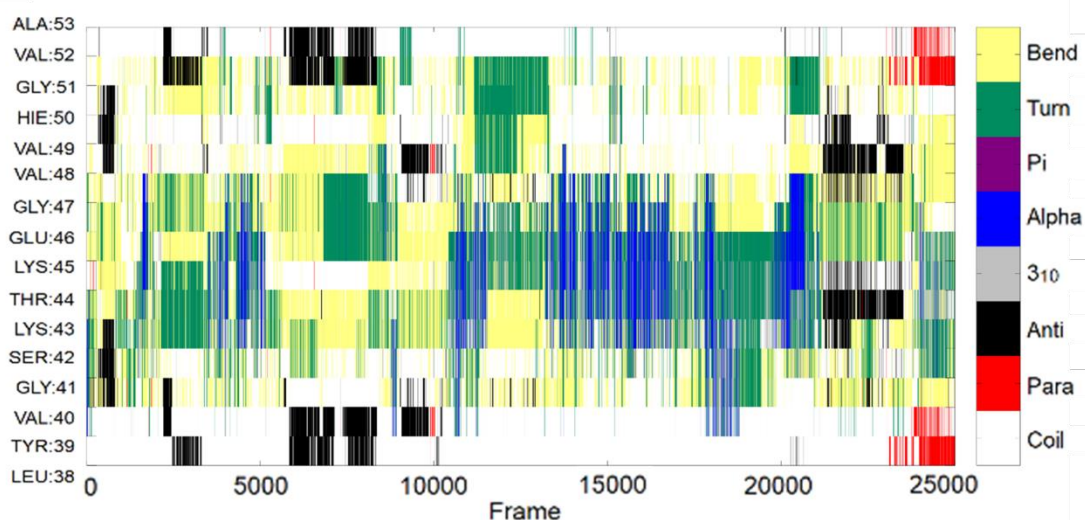 ALA:53
VAL:52
GLY:51
HIE:50
VAL:49
VAL:48
GLY:47
GLU:46
LYS:45
THR:44
LYS:43
SER:42
GLY:41
VAL:40
TYR:39
LEU:38
0 5000 10000 15000 20000 25000
Frame
Bend
Turn
Pi
Alpha
3₁₀
Anti
Para
Coil